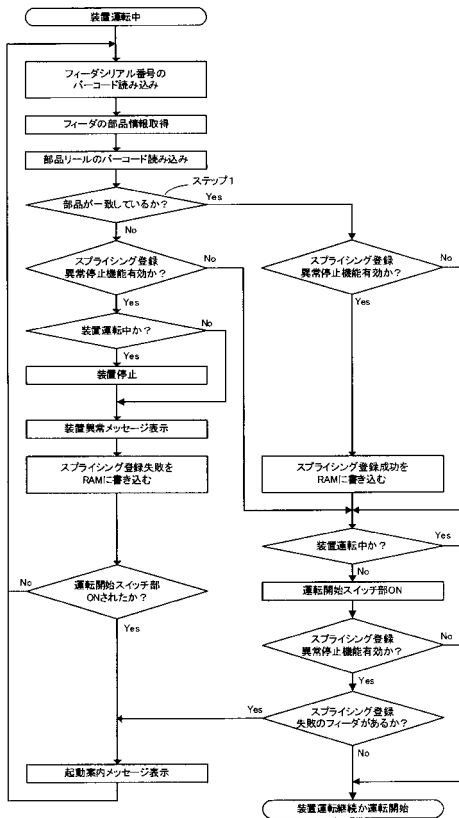 装置運転中
フィーダシリアル番号の
バーコード読み込み
フィーダの部品情報取得
部品リールのバーコード読み込み
ステップ1
部品が一致しているか？
Yes
No
スプライシング登録
異常停止機能有効か？
No
Yes
スプライシング登録
異常停止機能有効か？
No
Yes
装置運転中か？
No
Yes
装置停止
装置異常メッセージ表示
スプライシング登録失敗を
RAMに書き込む
スプライシング登録成功を
RAMに書き込む
装置運転中か？
Yes
No
運転開始スイッチ部
ONされたか？
No
Yes
運転開始スイッチ部ON
スプライシング登録
異常停止機能有効か？
No
Yes
スプライシング登録
失敗のフィーダがあるか？
Yes
No
起動案内メッセージ表示
装置運転継続か運転開始